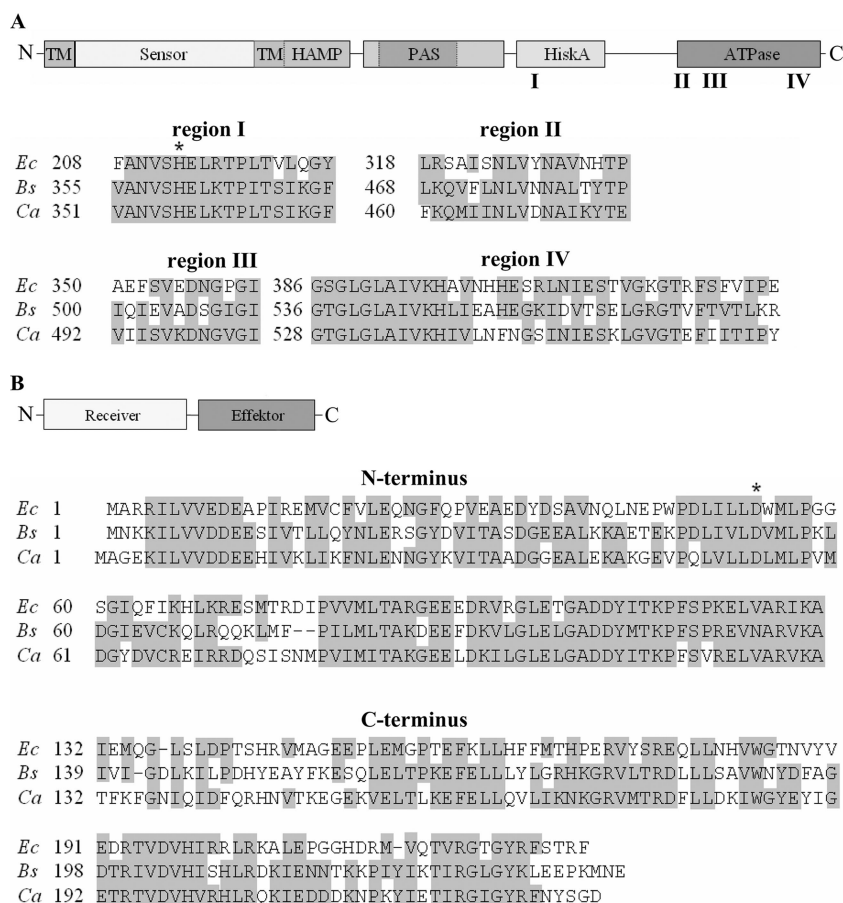 A
N TM Sensor TM HAMP PAS HiskA ATPase C
I II III IV
region I region II
*
Ec 208 FANVSHELRTPLTVLQGY 318 LRSAISNLVYNAVNHTP
Bs 355 VANVSHELKTPITSIKGF 468 LKQVFLNLVNNALTYTP
Ca 351 VANVSHELKTPLTSIKGF 460 FKQMIINLVDNAIKYTE
region III region IV
Ec 350 AEFSVEDNGPGI 386 GSGLGLAIVKHAVNHHESRLNIESTVGKGTRFSFVIPE
Bs 500 IQIEVADSGIGI 536 GTGLGLAIVKHLIEAHEGKIDVTSELGRGTVFTVTLKR
Ca 492 VIISVKDNGVGI 528 GTGLGLAIVKHIVLNFNGSINIESKLGVGTEFIITIPY
B
N Receiver Effektor C
N-terminus
*
Ec 1 MARRILVVEDEAPIREMVCFVLEQNGFQPVEAEDYDSAVNQLNEPWPDLILLDWMLPGG
Bs 1 MNKKILVVDDEESIVTLLQYNLERSGYDVITASDGEEALKKAETEKPDLIVLDVMLPKL
Ca 1 MAGEKILVVDDEEHIVKLIKFNLENNGYKVITAADGGEALEKAKGEVPQLVLLDLMLPVM
Ec 60 SGIQFIKHLKRESMTRDIPVVMLTARGEEEDRVRGLETGADDYITKPFSPKELVARIKA
Bs 60 DGIEVCKQLRQQKLMF--PILMLTAKDEEFDKVLGLELGADDYMTKPFSPREVNARVKA
Ca 61 DGYDVCREIRRDQSISNMPVIMITAKGEELDKILGLELGADDYITKPFSVRELVARVKA
C-terminus
Ec 132 IEMQG-LSLDPTSHRVMAGEEPLEMGPTEFKLLHFFMTHPERVYSREQLLNHVWGTNVYV
Bs 139 IVI-GDLKILPDHYEAYFKESQLELTPKEFELLLYLGRHKGRVLTRDLLLSAVWNYDFAG
Ca 132 TFKFGNIQIDFQRHNVTKEGEKVELTLKEFELLQVLIKNKGRVMTRDFLLDKIWGYEYIG
Ec 191 EDRTVDVHIRRLRKALEPGGHDRM-VQTVRGTGYRFSTRF
Bs 198 DTRIVDVHISHLRDKIENNTKKPIYIKTIRGLGYKLEEPKMNE
Ca 192 ETRTVDVHVRHLRQKIEDDDKNPKYIETIRGIGYRFNYSGD